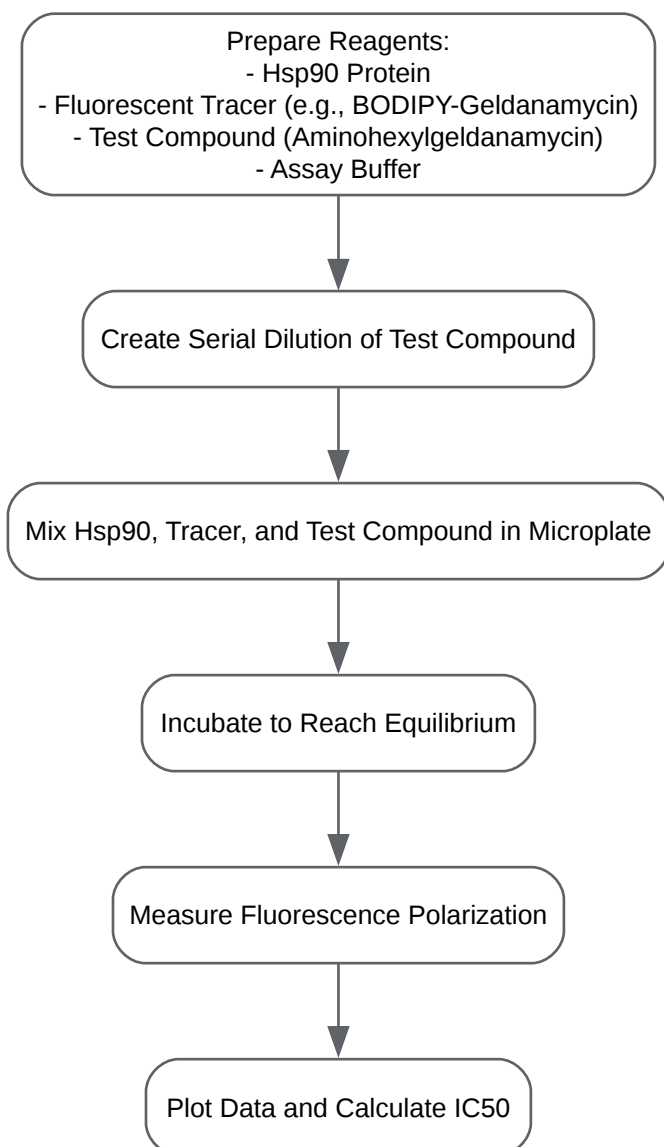 Prepare Reagents:
- Hsp90 Protein
- Fluorescent Tracer (e.g., BODIPY-Geldanamycin)
- Test Compound (Aminohexylgeldanamycin)
- Assay Buffer
Create Serial Dilution of Test Compound
Mix Hsp90, Tracer, and Test Compound in Microplate
Incubate to Reach Equilibrium
Measure Fluorescence Polarization
Plot Data and Calculate IC50